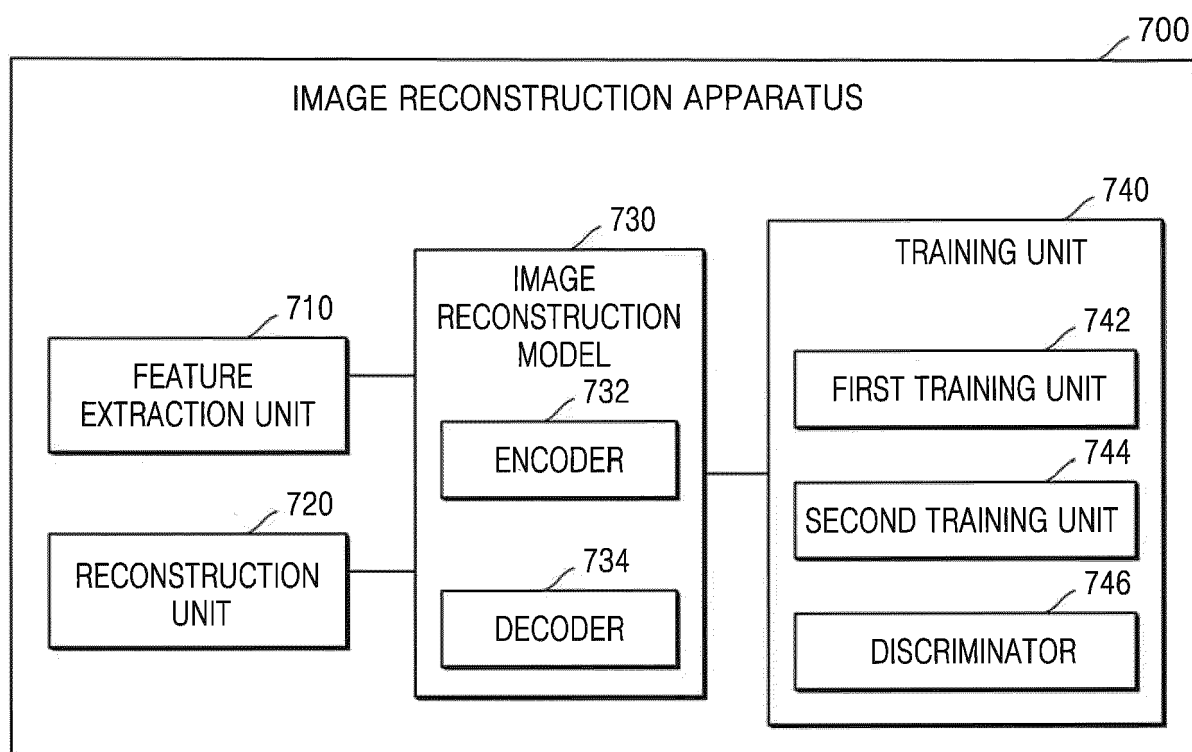 700
IMAGE RECONSTRUCTION APPARATUS
710
FEATURE
EXTRACTION UNIT
720
RECONSTRUCTION
UNIT
730
IMAGE
RECONSTRUCTION
MODEL
732
ENCODER
734
DECODER
740
TRAINING UNIT
742
FIRST TRAINING UNIT
744
SECOND TRAINING UNIT
746
DISCRIMINATOR